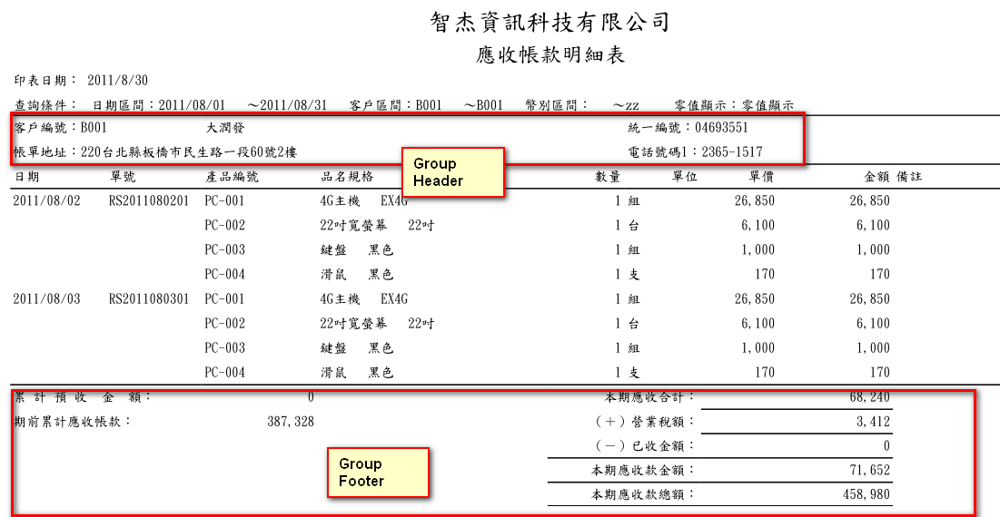 智杰資訊科技有限公司
應收帳款明細表
印表日期： 2011/8/30
查詢條件： 日期區間：2011/08/01 ～2011/08/31 客戶區間：B001 ～B001 幣別區間： ～zz 零值顯示：零值顯示
客戶編號：B001 大潤發 統一編號：04693551
帳單地址：220台北縣板橋市民生路一段60號2樓 電話號碼1：2365-1517
Group
Header
日期 單號 產品編號 品名規格 數量 單位 單價 金額 備註
2011/08/02 RS2011080201 PC-001 4G主機 EX4G 1 組 26,850 26,850
PC-002 22吋寬螢幕 22吋 1 台 6,100 6,100
PC-003 鍵盤 黑色 1 組 1,000 1,000
PC-004 滑鼠 黑色 1 支 170 170
2011/08/03 RS2011080301 PC-001 4G主機 EX4G 1 組 26,850 26,850
PC-002 22吋寬螢幕 22吋 1 台 6,100 6,100
PC-003 鍵盤 黑色 1 組 1,000 1,000
PC-004 滑鼠 黑色 1 支 170 170
累 計 預 收 金 額： 0 本期應收合計： 68,240
期前累計應收帳款： 387,328 （＋）營業稅額： 3,412
（－）已收金額： 0
Group
Footer
本期應收款金額： 71,652
本期應收款總額： 458,980